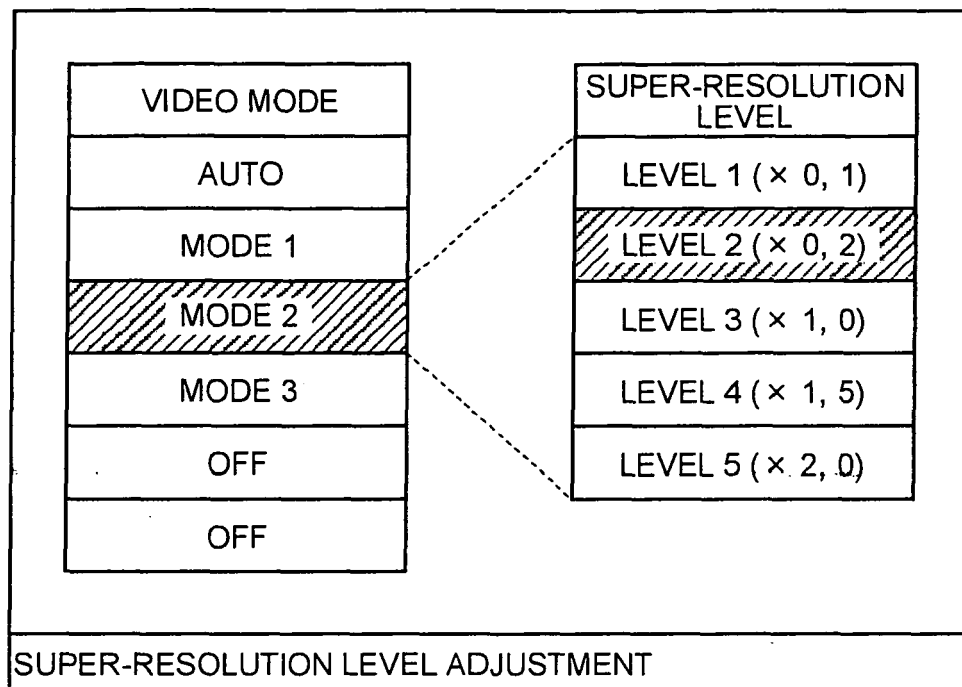 VIDEO MODE
AUTO
MODE 1
MODE 2
MODE 3
OFF
OFF
SUPER-RESOLUTION
LEVEL
LEVEL 1 (× 0, 1)
LEVEL 2 (× 0, 2)
LEVEL 3 (× 1, 0)
LEVEL 4 (× 1, 5)
LEVEL 5 (× 2, 0)
SUPER-RESOLUTION LEVEL ADJUSTMENT